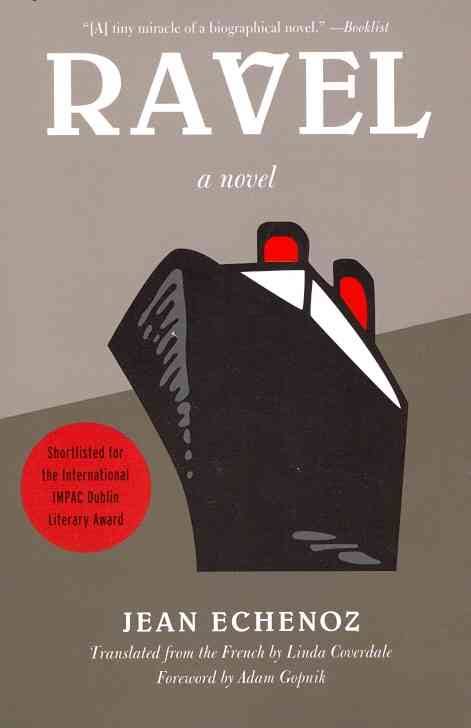 “[A] tiny miracle of a biographical novel.” —Booklist
RAVEL
a novel
Shortlisted for
the International
IMPAC Dublin
Literary Award
JEAN ECHENOZ
Translated from the French by Linda Coverdale
Foreword by Adam Gopnik